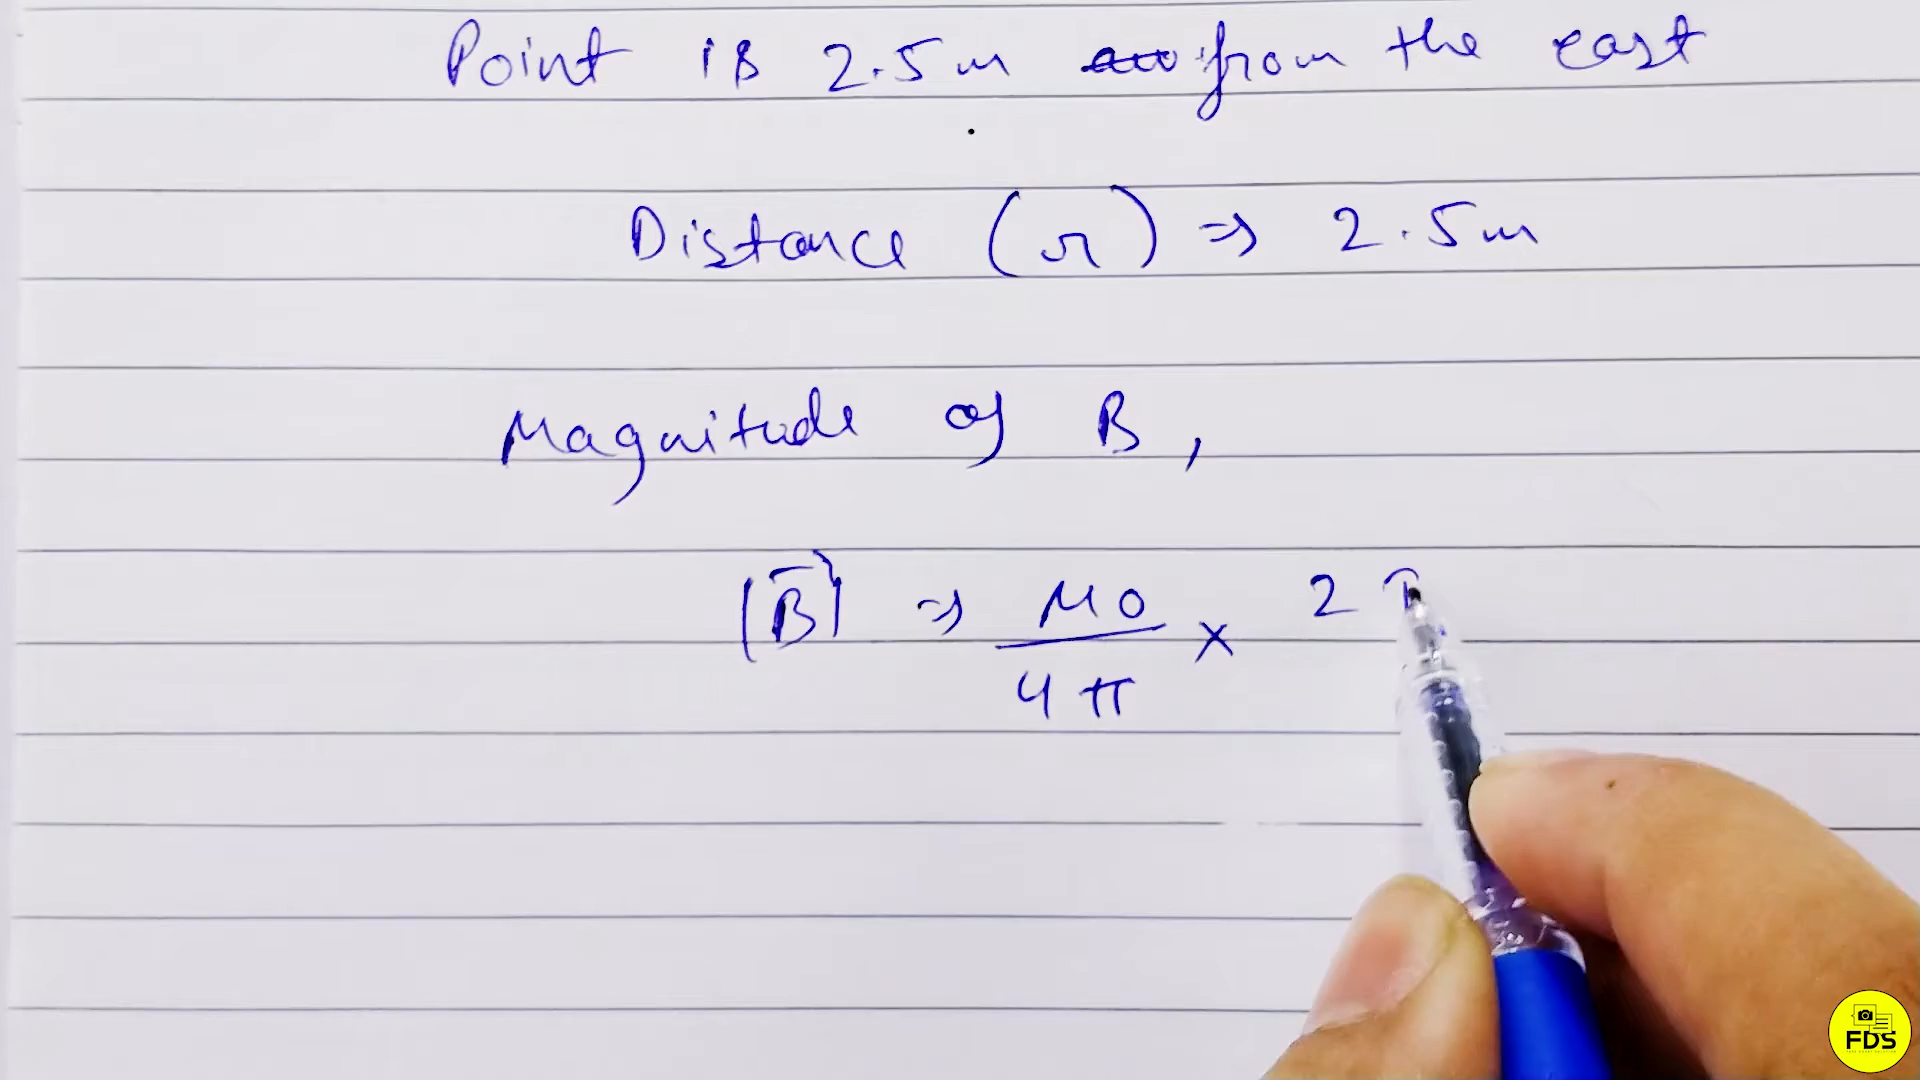 Point is 2.5m from the east
Distance (r) ⇒ 2.5m
Magnitude of B,
|B⃗| ⇒ μ0 / 4π × 2
FDS